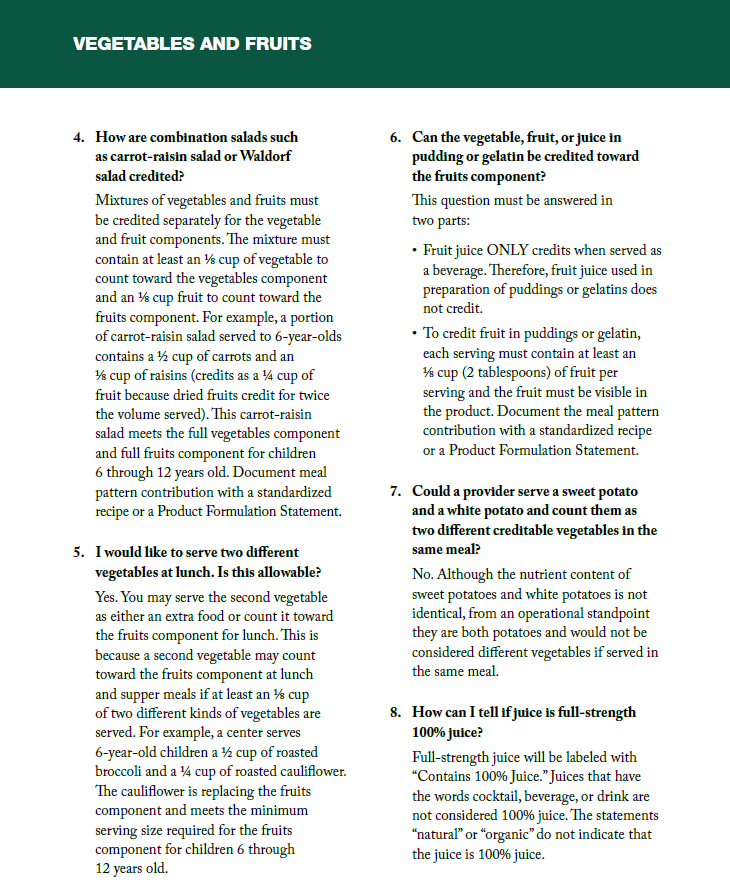 VEGETABLES AND FRUITS
4. How are combination salads such
as carrot-raisin salad or Waldorf
salad credited?
Mixtures of vegetables and fruits must
be credited separately for the vegetable
and fruit components. The mixture must
contain at least an ⅛ cup of vegetable to
count toward the vegetables component
and an ⅛ cup fruit to count toward the
fruits component. For example, a portion
of carrot-raisin salad served to 6-year-olds
contains a ½ cup of carrots and an
⅛ cup of raisins (credits as a ¼ cup of
fruit because dried fruits credit for twice
the volume served). This carrot-raisin
salad meets the full vegetables component
and full fruits component for children
6 through 12 years old. Document meal
pattern contribution with a standardized
recipe or a Product Formulation Statement.
5. I would like to serve two different
vegetables at lunch. Is this allowable?
Yes. You may serve the second vegetable
as either an extra food or count it toward
the fruits component for lunch. This is
because a second vegetable may count
toward the fruits component at lunch
and supper meals if at least an ⅛ cup
of two different kinds of vegetables are
served. For example, a center serves
6-year-old children a ½ cup of roasted
broccoli and a ¼ cup of roasted cauliflower.
The cauliflower is replacing the fruits
component and meets the minimum
serving size required for the fruits
component for children 6 through
12 years old.
6. Can the vegetable, fruit, or juice in
pudding or gelatin be credited toward
the fruits component?
This question must be answered in
two parts:
• Fruit juice ONLY credits when served as
a beverage. Therefore, fruit juice used in
preparation of puddings or gelatins does
not credit.
• To credit fruit in puddings or gelatin,
each serving must contain at least an
⅛ cup (2 tablespoons) of fruit per
serving and the fruit must be visible in
the product. Document the meal pattern
contribution with a standardized recipe
or a Product Formulation Statement.
7. Could a provider serve a sweet potato
and a white potato and count them as
two different creditable vegetables in the
same meal?
No. Although the nutrient content of
sweet potatoes and white potatoes is not
identical, from an operational standpoint
they are both potatoes and would not be
considered different vegetables if served in
the same meal.
8. How can I tell if juice is full-strength
100% juice?
Full-strength juice will be labeled with
“Contains 100% Juice.” Juices that have
the words cocktail, beverage, or drink are
not considered 100% juice. The statements
“natural” or “organic” do not indicate that
the juice is 100% juice.